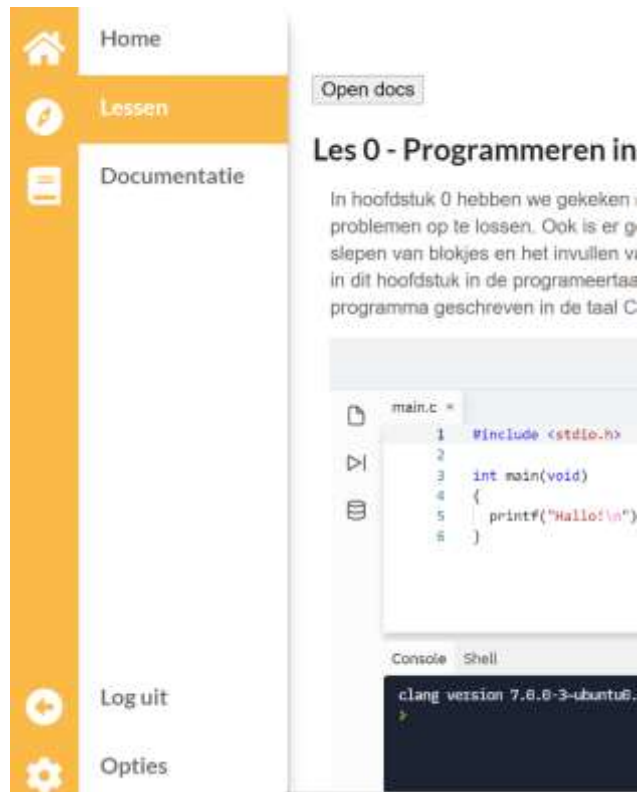 Home
Lessen
Documentatie
Log uit
Opties
Open docs
Les 0 - Programmeren in
In hoofdstuk 0 hebben we gekeken
problemen op te lossen. Ook is er
slepen van blokjes en het invullen
in dit hoofdstuk in de programeertaa
programma geschreven in de taal C
main.c ×
1 #include <stdio.h>
2
3 int main(void)
4 {
5 printf("Hallo!\n")
6 }
Console Shell
clang version 7.0.0-3~ubuntu0.